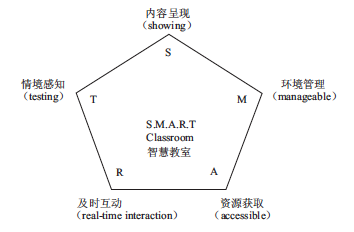 内容呈现
（showing）
S
情境感知
（testing）
环境管理
（manageable）
T
M
S.M.A.R.T
Classroom
智慧教室
R
A
及时互动
（real-time interaction）
资源获取
（accessible）